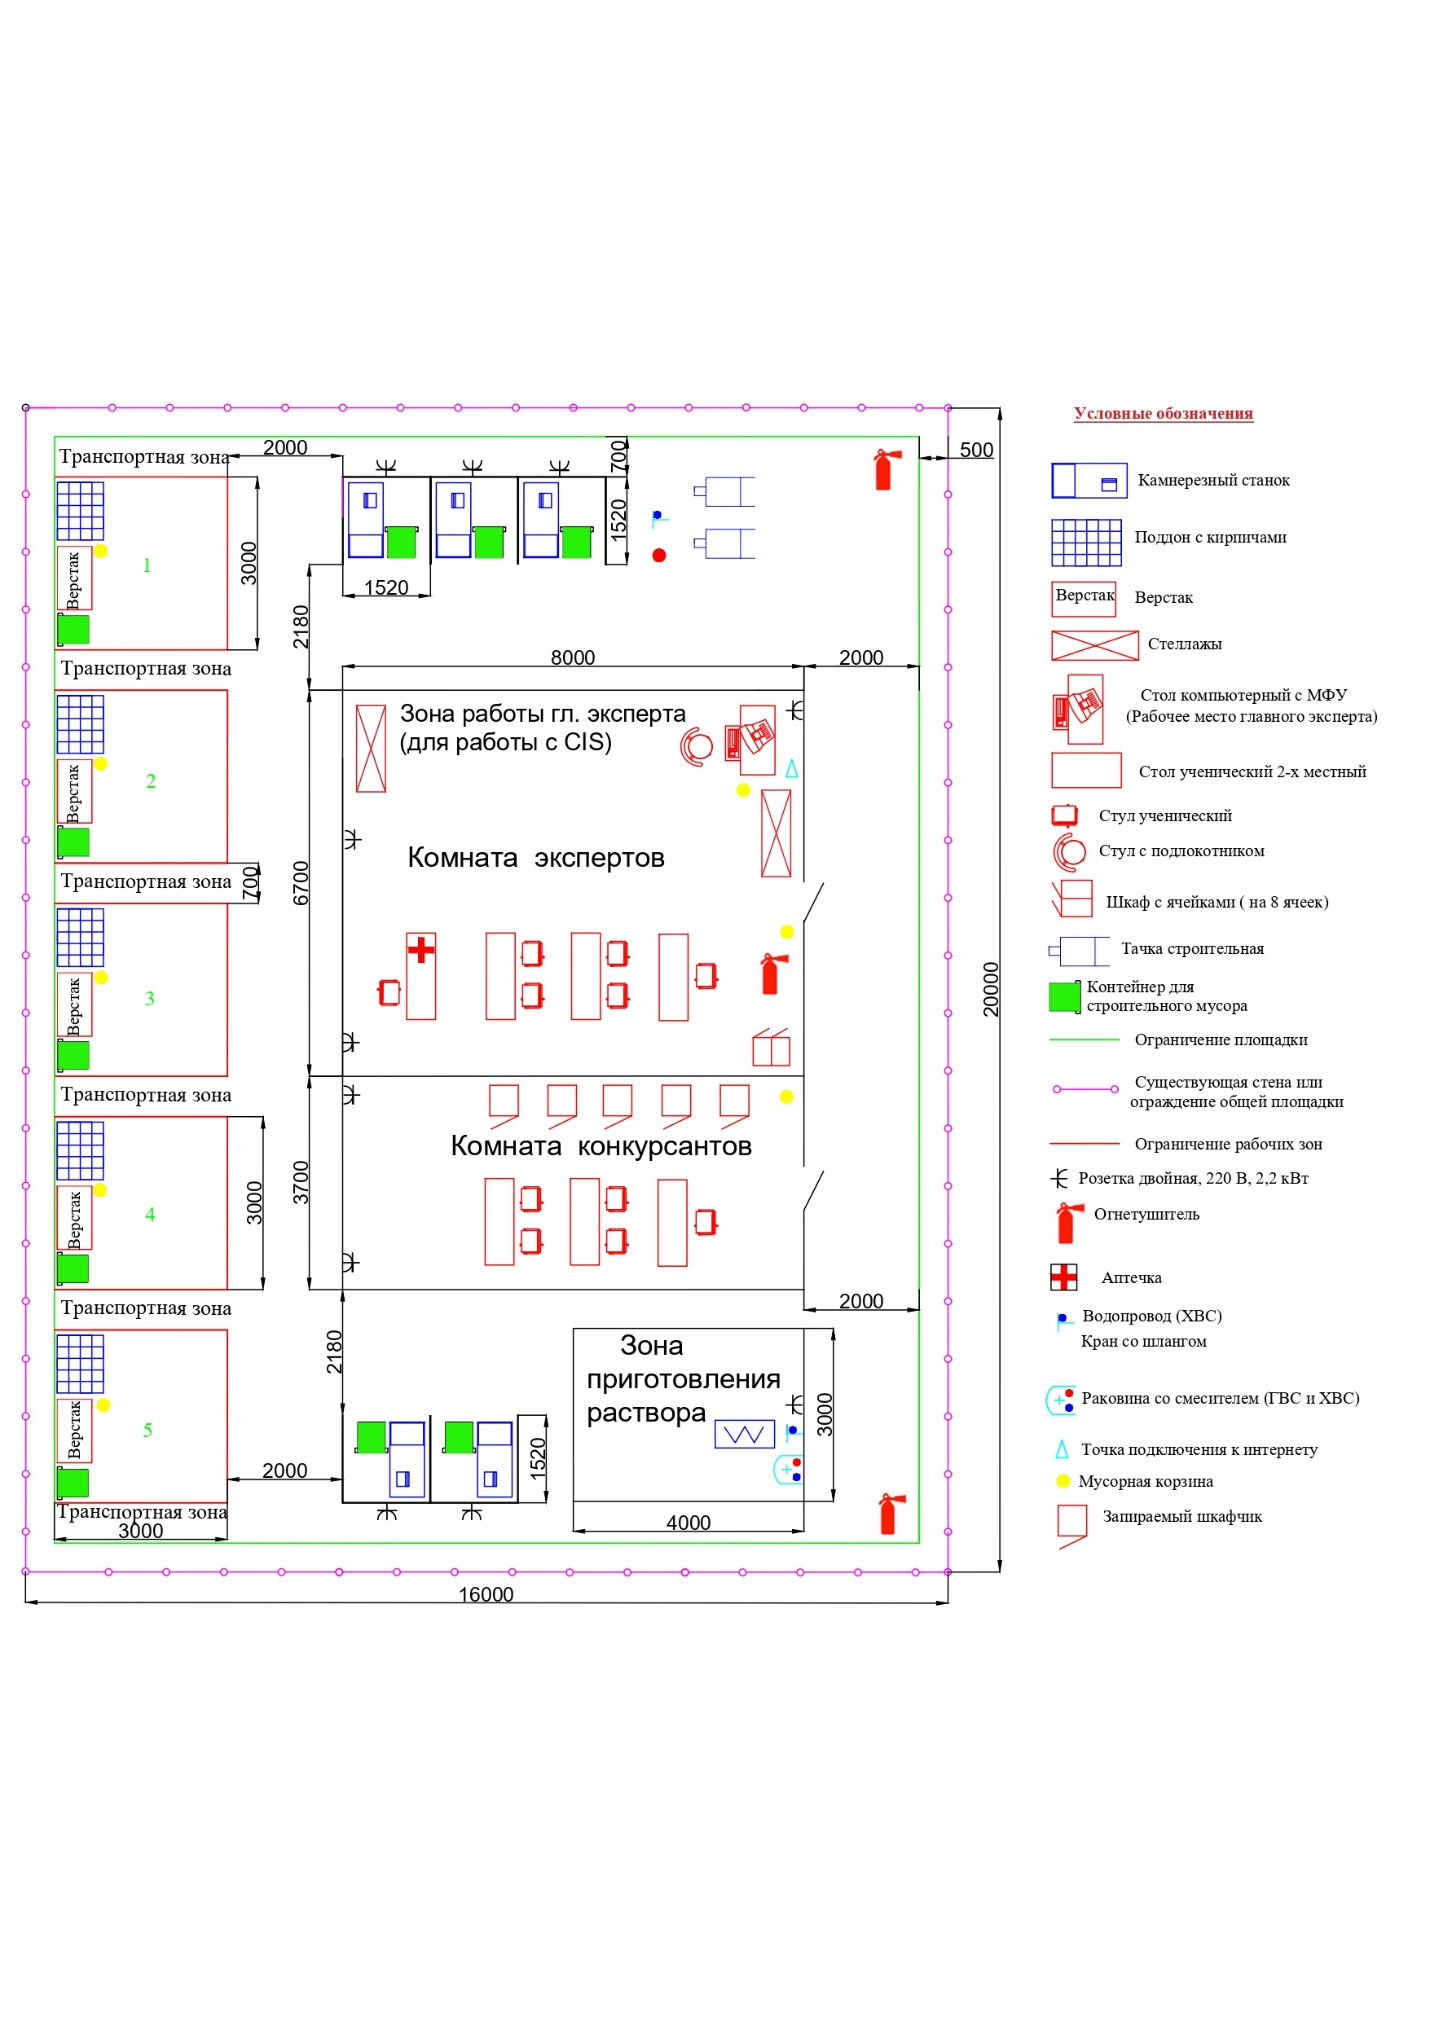 Условные обозначения
Транспортная зона
2000
700
500
Камнерезный станок
1520
Поддон с кирпичами
1
3000
Верстак
1520
2180
Верстак
Верстак
Транспортная зона
8000
2000
Стеллажи
Зона работы гл. эксперта
(для работы с CIS)
Стол компьютерный с МФУ
(Рабочее место главного эксперта)
2
Верстак
Стол ученический 2-х местный
Стул ученический
Комната экспертов
Стул с подлокотником
Транспортная зона
700
6700
Шкаф с ячейками ( на 8 ячеек)
Тачка строительная
3
Верстак
20000
Контейнер для
строительного мусора
Ограничение площадки
Транспортная зона
Существующая стена или
ограждение общей площадки
Комната конкурсантов
Ограничение рабочих зон
3700
3000
4
Верстак
Розетка двойная, 220 В, 2,2 кВт
Огнетушитель
Аптечка
Транспортная зона
2000
Водопровод (ХВС)
Кран со шлангом
2180
Зона
приготовления
раствора
3000
Раковина со смесителем (ГВС и ХВС)
5
Верстак
Точка подключения к интернету
2000
1520
Мусорная корзина
Транспортная зона
3000
4000
Запираемый шкафчик
16000